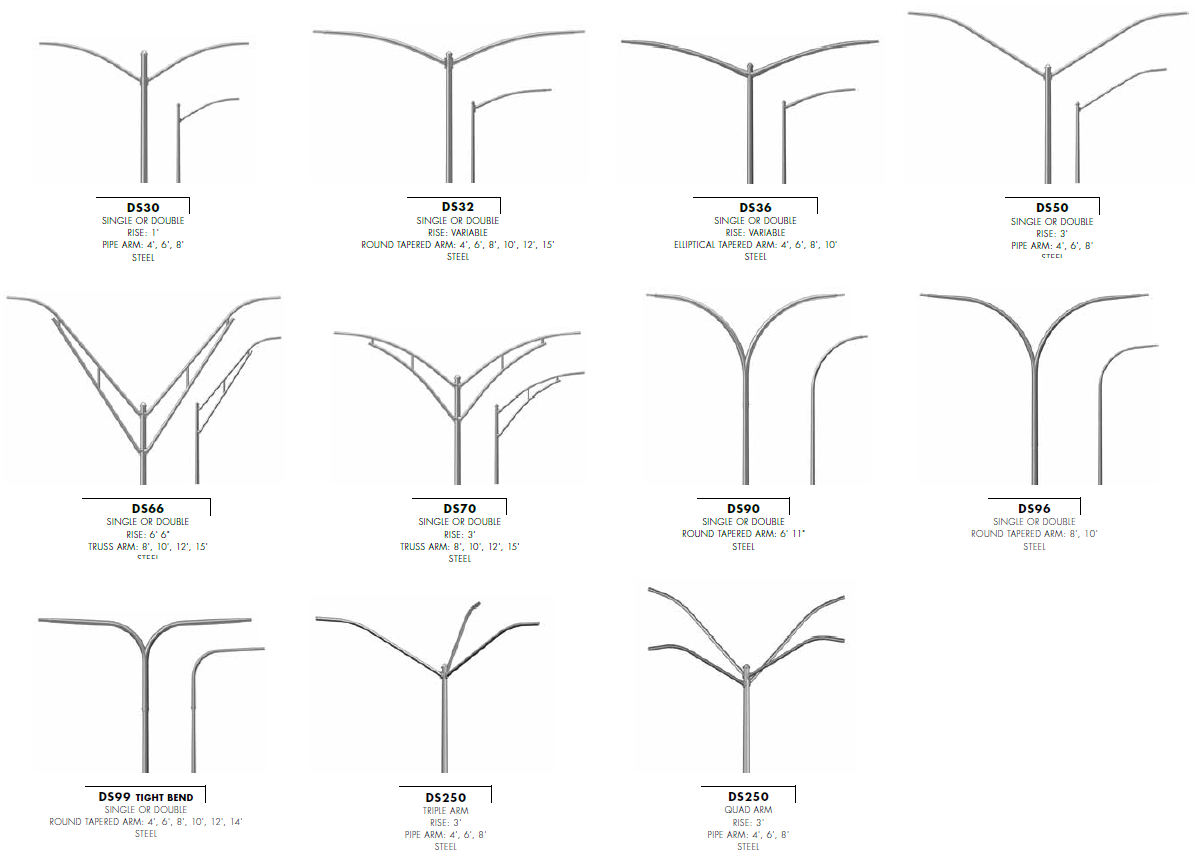 DS30
SINGLE OR DOUBLE
RISE: 1'
PIPE ARM: 4', 6', 8'
STEEL
DS32
SINGLE OR DOUBLE
RISE: VARIABLE
ROUND TAPERED ARM: 4', 6', 8', 10', 12', 15'
STEEL
DS36
SINGLE OR DOUBLE
RISE: VARIABLE
ELLIPTICAL TAPERED ARM: 4', 6', 8', 10'
STEEL
DS50
SINGLE OR DOUBLE
RISE: 3'
PIPE ARM: 4', 6', 8'
STEEL
DS66
SINGLE OR DOUBLE
RISE: 6' 6"
TRUSS ARM: 8', 10', 12', 15'
STEEL
DS70
SINGLE OR DOUBLE
RISE: 3'
TRUSS ARM: 8', 10', 12', 15'
STEEL
DS90
SINGLE OR DOUBLE
ROUND TAPERED ARM: 6' 11"
STEEL
DS96
SINGLE OR DOUBLE
ROUND TAPERED ARM: 8', 10'
STEEL
DS99 TIGHT BEND
SINGLE OR DOUBLE
ROUND TAPERED ARM: 4', 6', 8', 10', 12', 14'
STEEL
DS250
TRIPLE ARM
RISE: 3'
PIPE ARM: 4', 6', 8'
STEEL
DS250
QUAD ARM
RISE: 3'
PIPE ARM: 4', 6', 8'
STEEL